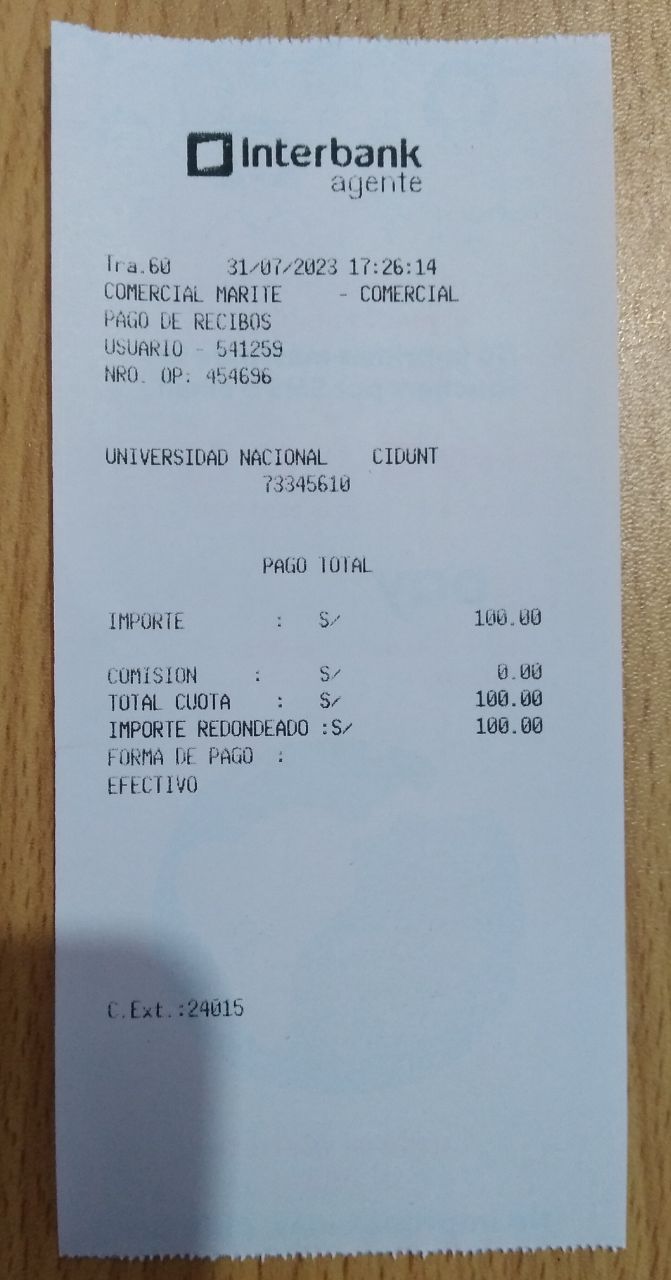 Interbank
agente
Tra.60 31/07/2023 17:26:14
COMERCIAL MARITE - COMERCIAL
PAGO DE RECIBOS
USUARIO - 541259
NRO. OP: 454696
UNIVERSIDAD NACIONAL CIDUNT
73345610
PAGO TOTAL
IMPORTE : S/ 100.00
COMISION : S/ 0.00
TOTAL CUOTA : S/ 100.00
IMPORTE REDONDEADO :S/ 100.00
FORMA DE PAGO :
EFECTIVO
C.Ext.:24015